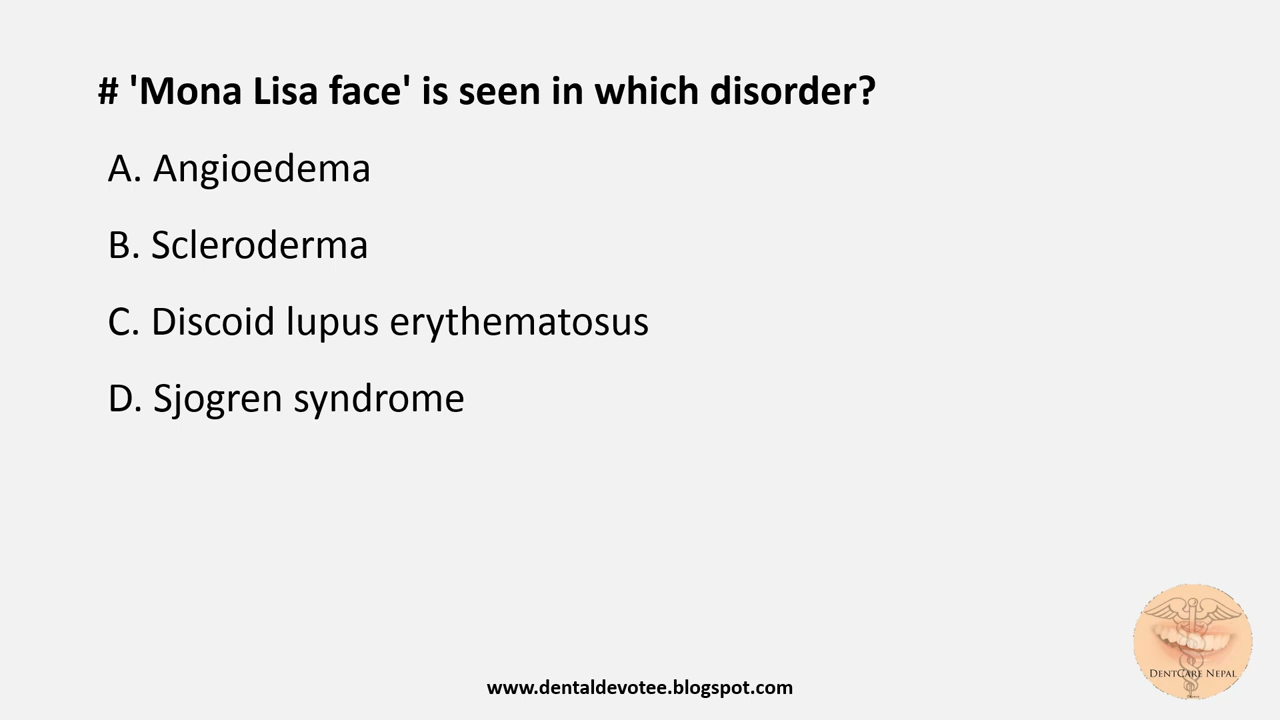 # 'Mona Lisa face' is seen in which disorder?
A. Angioedema
B. Scleroderma
C. Discoid lupus erythematosus
D. Sjogren syndrome
DENTCARE NEPAL
www.dentaldevotee.blogspot.com